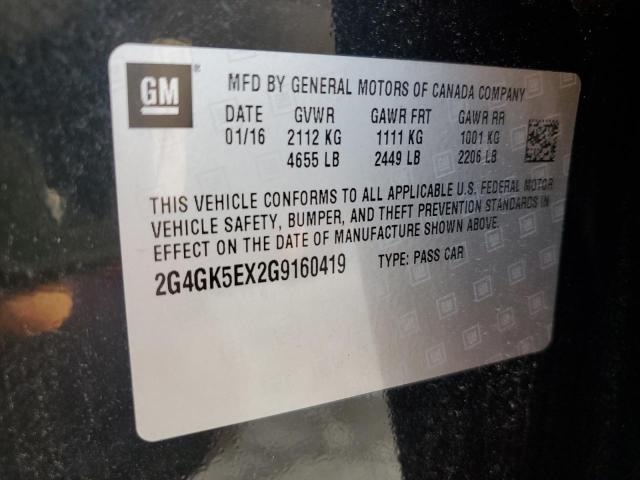 GM
MFD BY GENERAL MOTORS OF CANADA COMPANY
DATE GVWR GAWR FRT GAWR RR
01/16 2112 KG 1111 KG 1001 KG
4655 LB 2449 LB 2206 LB
THIS VEHICLE CONFORMS TO ALL APPLICABLE U.S. FEDERAL MOTOR
VEHICLE SAFETY, BUMPER, AND THEFT PREVENTION STANDARDS IN
EFFECT ON THE DATE OF MANUFACTURE SHOWN ABOVE.
2G4GK5EX2G9160419 TYPE: PASS CAR